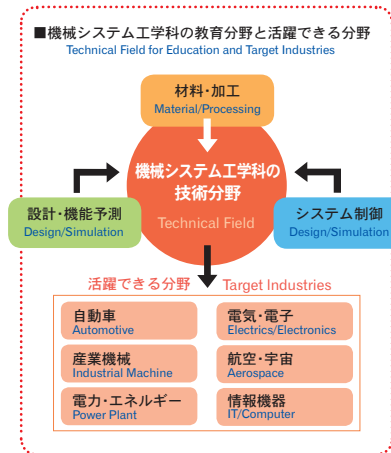 ■機械システム工学科の教育分野と活躍できる分野
Technical Field for Education and Target Industries
材料・加工
Material/Processing
機械システム工学科の
技術分野
Technical Field
設計・機能予測
Design/Simulation
システム制御
Design/Simulation
活躍できる分野 Target Industries
自動車
Automotive
電気・電子
Electrics/Electronics
産業機械
Industrial Machine
航空・宇宙
Aerospace
電力・エネルギー
Power Plant
情報機器
IT/Computer